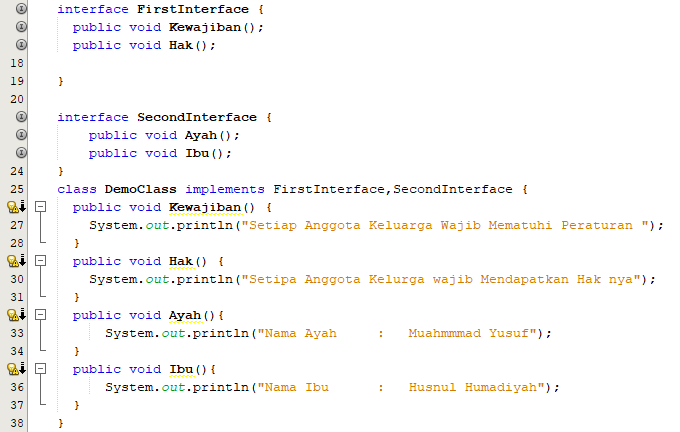 interface FirstInterface {
public void Kewajiban();
public void Hak();
18
19 }
20
interface SecondInterface {
public void Ayah();
public void Ibu();
24 }
25 class DemoClass implements FirstInterface,SecondInterface {
public void Kewajiban() {
27 System.out.println("Setiap Anggota Keluarga Wajib Mematuhi Peraturan ");
28 }
public void Hak() {
30 System.out.println("Setipa Anggota Kelurga wajib Mendapatkan Hak nya");
31 }
public void Ayah(){
33 System.out.println("Nama Ayah     :   Muahmmmad Yusuf");
34 }
public void Ibu(){
36 System.out.println("Nama Ibu      :   Husnul Humadiyah");
37 }
38 }